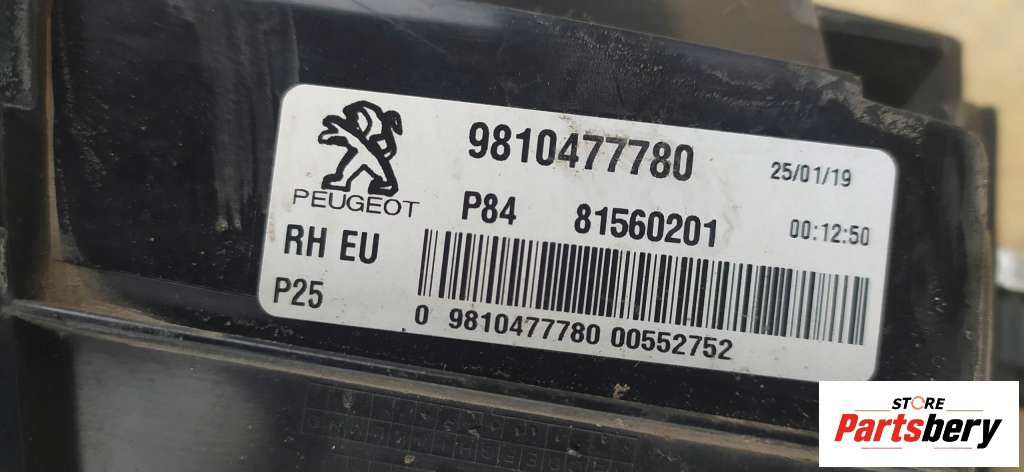 9810477780
25/01/19
PEUGEOT
P84
81560201
00:12:50
RH EU
P25
0 9810477780 00552752
STORE
Partsbery